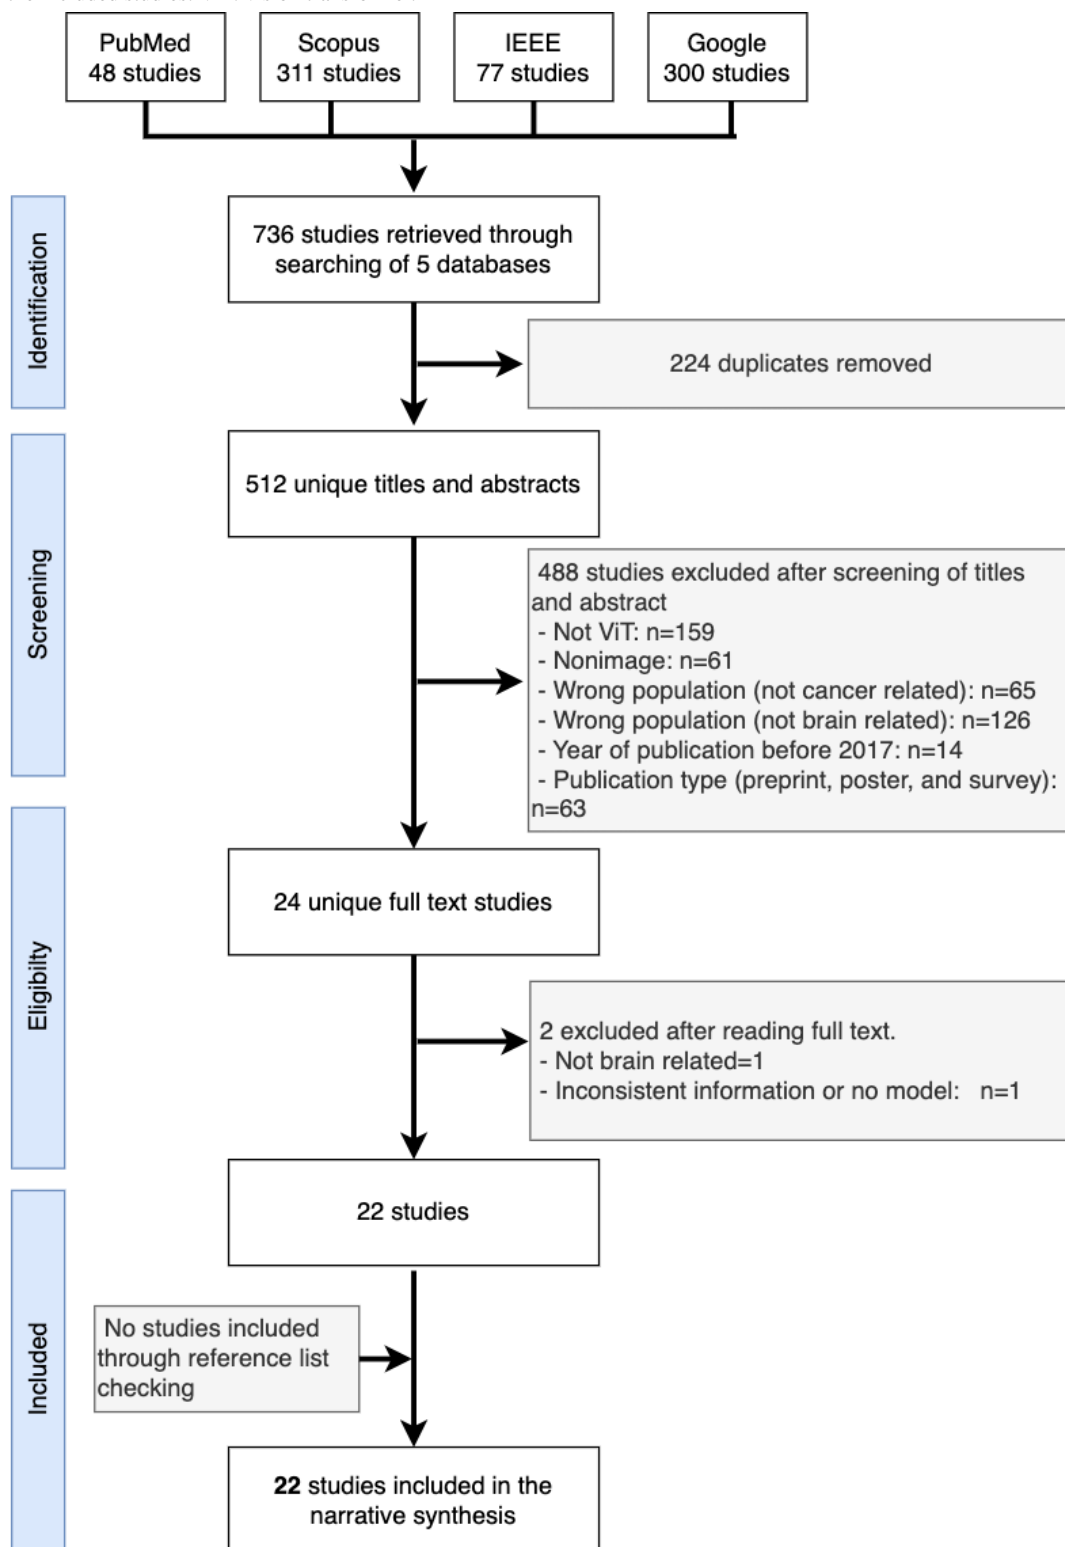 PubMed
48 studies
Scopus
311 studies
IEEE
77 studies
Google
300 studies
Identification
736 studies retrieved through
searching of 5 databases
224 duplicates removed
Screening
512 unique titles and abstracts
488 studies excluded after screening of titles
and abstract
- Not ViT: n=159
- Nonimage: n=61
- Wrong population (not cancer related): n=65
- Wrong population (not brain related): n=126
- Year of publication before 2017: n=14
- Publication type (preprint, poster, and survey):
n=63
Eligibilty
24 unique full text studies
2 excluded after reading full text.
- Not brain related=1
- Inconsistent information or no model: n=1
22 studies
Included
No studies included
through reference list
checking
22 studies included in the
narrative synthesis